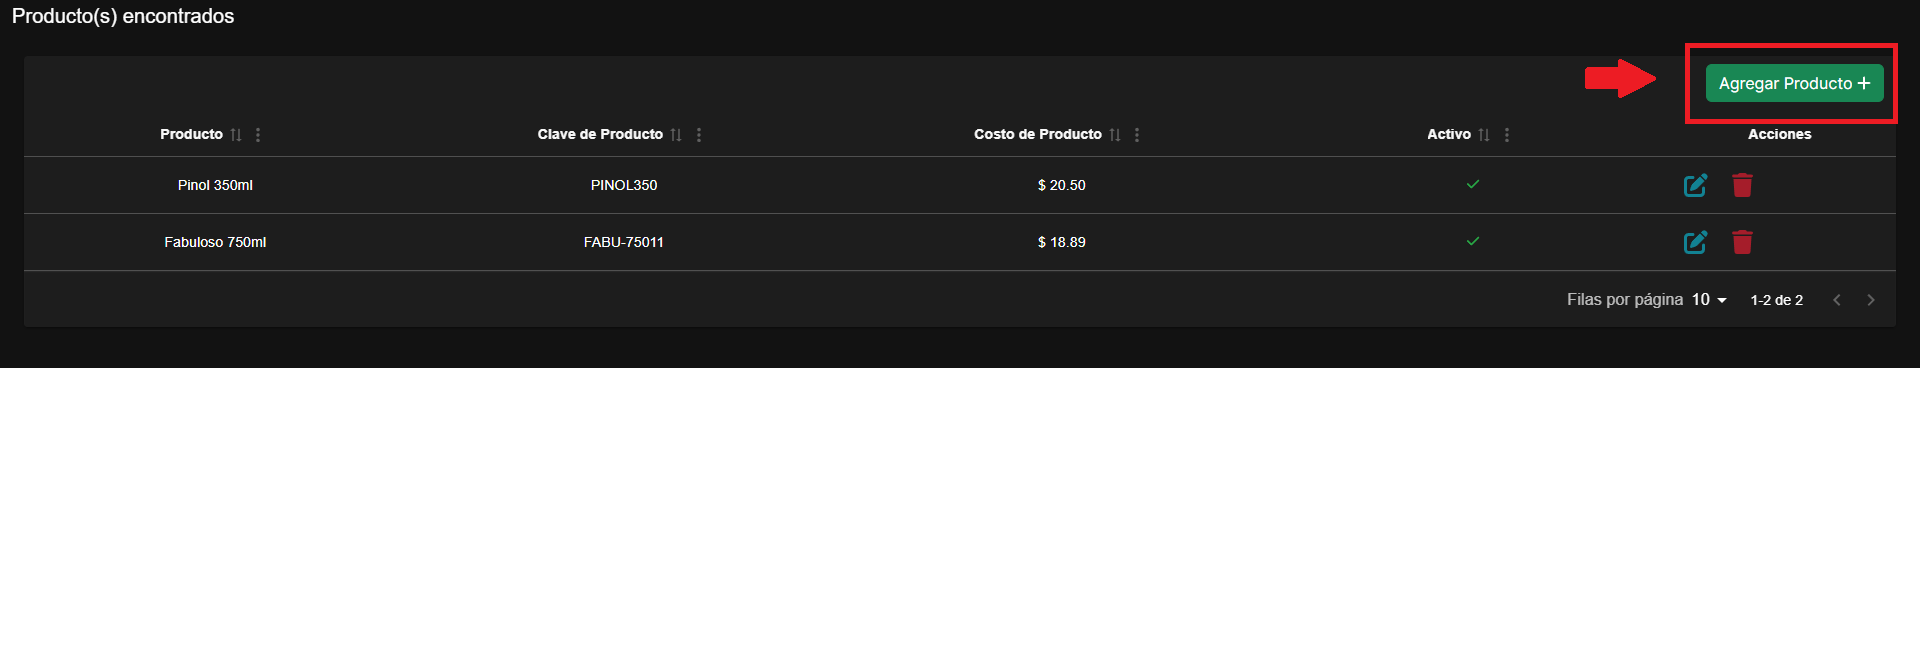 Producto(s) encontrados
Agregar Producto +
Producto Clave de Producto Costo de Producto Activo Acciones
Pinol 350ml PINOL350 $ 20.50
Fabuloso 750ml FABU-75011 $ 18.89
Filas por página 10 1-2 de 2